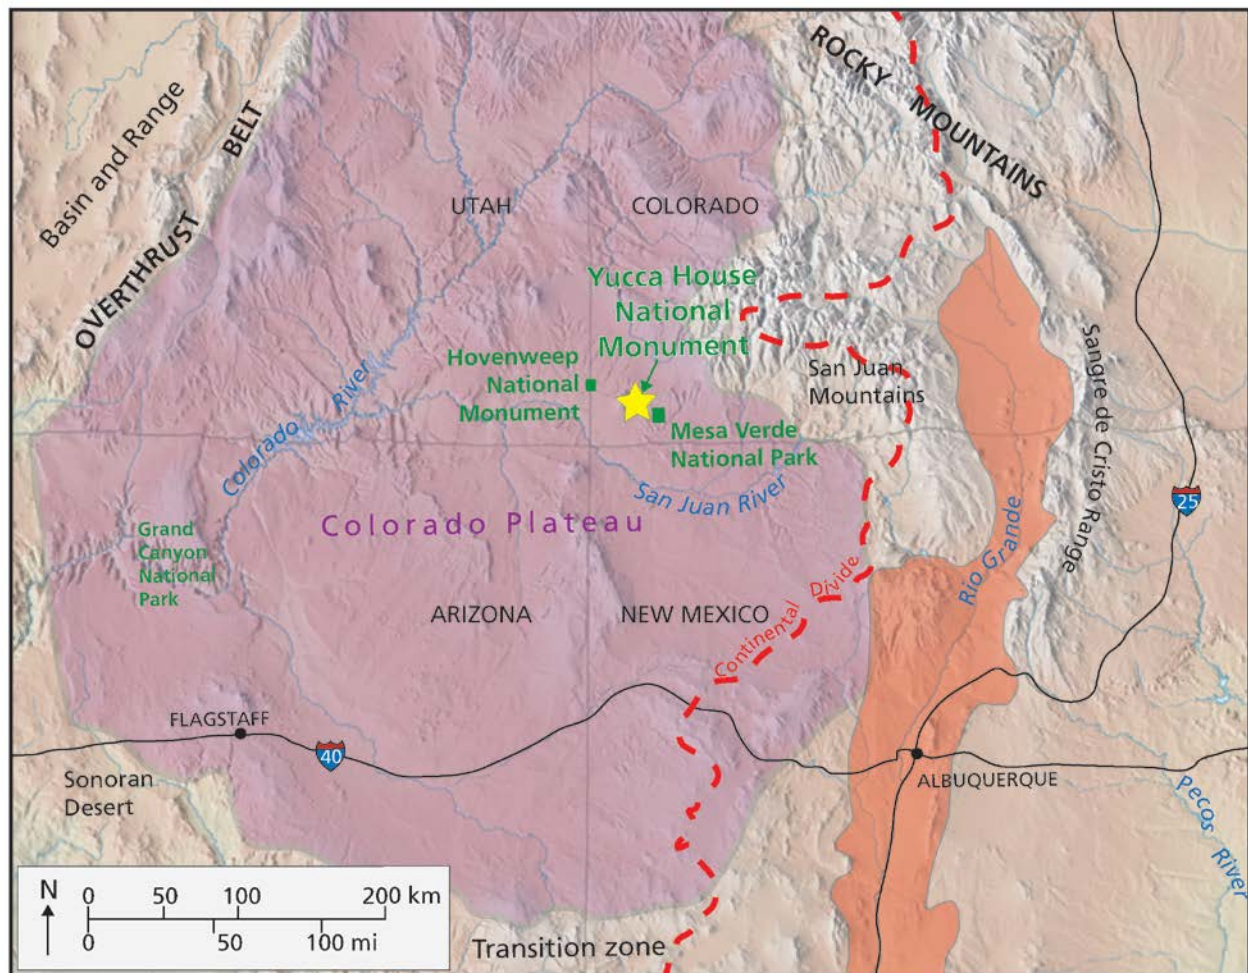 ROCKY
MOUNTAINS
Basin and Range
OVERTHRUST
BELT
UTAH
COLORADO
Yucca House
National
Monument
Hovenweep
National
Monument
San Juan
Mountains
Sangre de Cristo Range
Mesa Verde
National Park
Colorado River
San Juan River
25
Colorado Plateau
Grand
Canyon
National
Park
Rio Grande
Continental Divide
ARIZONA
NEW MEXICO
FLAGSTAFF
40
ALBUQUERQUE
Sonoran
Desert
Pecos River
N
0 50 100 200 km
0 50 100 mi
Transition zone